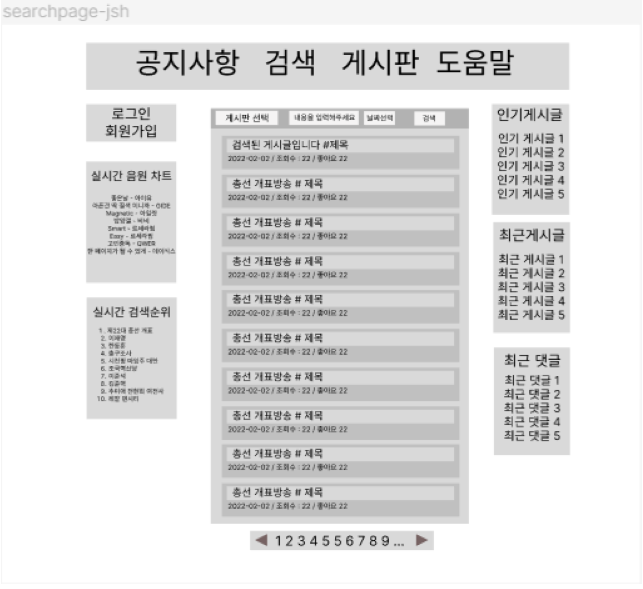 searchpage-jsh
공지사항 검색 게시판 도움말
로그인
회원가입
실시간 음원 차트
좋은날 - 아이유
Magnetic - 아일릿
밤양갱 - 비비
Smart - 르세라핌
Easy - 르세라핌
고민중독 - QWER
한 페이지가 될 수 있게 - 데이식스
실시간 검색순위
1. 제22대 총선 개표
2. 이재명
3. 한동훈
4. 출구조사
6. 조국혁신당
7. 이준석
10.
게시판 선택 내용을 입력해주세요 날짜선택 검색
검색된 게시글입니다 #제목
2022-02-02 / 조회수 : 22 / 좋아요 22
총선 개표방송 # 제목
2022-02-02 / 조회수 : 22 / 좋아요 22
총선 개표방송 # 제목
2022-02-02 / 조회수 : 22 / 좋아요 22
총선 개표방송 # 제목
2022-02-02 / 조회수 : 22 / 좋아요 22
총선 개표방송 # 제목
2022-02-02 / 조회수 : 22 / 좋아요 22
총선 개표방송 # 제목
2022-02-02 / 조회수 : 22 / 좋아요 22
총선 개표방송 # 제목
2022-02-02 / 조회수 : 22 / 좋아요 22
총선 개표방송 # 제목
2022-02-02 / 조회수 : 22 / 좋아요 22
총선 개표방송 # 제목
2022-02-02 / 조회수 : 22 / 좋아요 22
총선 개표방송 # 제목
2022-02-02 / 조회수 : 22 / 좋아요 22
◀ 1 2 3 4 5 5 6 7 8 9 ... ▶
인기게시글
인기 게시글 1
인기 게시글 2
인기 게시글 3
인기 게시글 4
인기 게시글 5
최근게시글
최근 게시글 1
최근 게시글 2
최근 게시글 3
최근 게시글 4
최근 게시글 5
최근 댓글
최근 댓글 1
최근 댓글 2
최근 댓글 3
최근 댓글 4
최근 댓글 5